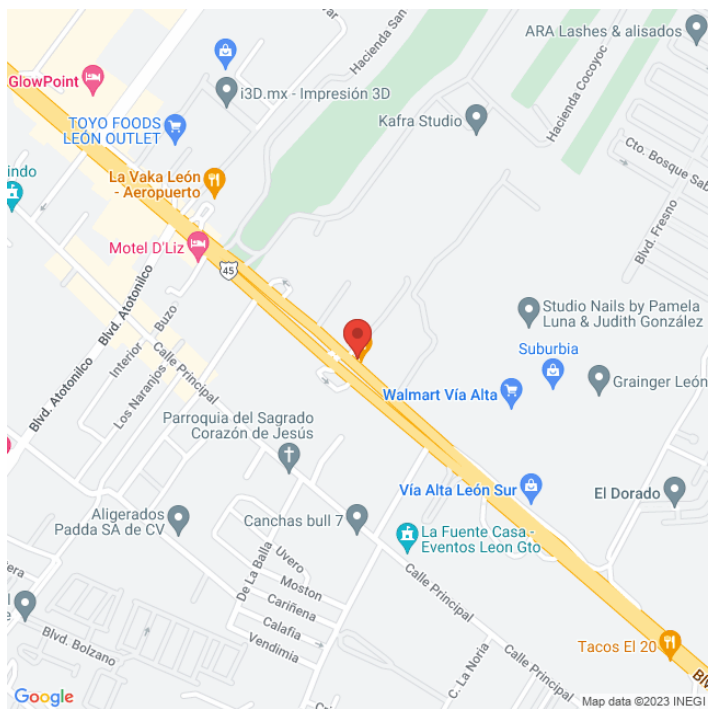 ARA Lashes & alisados
Hacienda San
Hacienda Cocoyoc
GlowPoint
i3D.mx - Impresión 3D
TOYO FOODS
LEÓN OUTLET
Kafra Studio
Cto. Bosque Sab
La Vaka León
- Aeropuerto
indo
Blvd. Fresno
Motel D'Liz
45
Blvd. Atotonilco
Buzo
Interior
Los Naranjos
Calle Principal
Blvd. Atotonilco
Studio Nails by Pamela
Luna & Judith González
Suburbia
Grainger León
Walmart Vía Alta
Parroquia del Sagrado
Corazón de Jesús
Vía Alta León Sur
El Dorado
Aligerados
Padda SA de CV
Canchas bull 7
La Fuente Casa -
Eventos Leon Gto
De La Balla
Uvero
Moston
Cariñena
Calafia
Vendimia
Calle Principal
Blvd. Bolzano
C. La Noria
Calle Principal
Tacos El 20
Google
Map data ©2023 INEGI